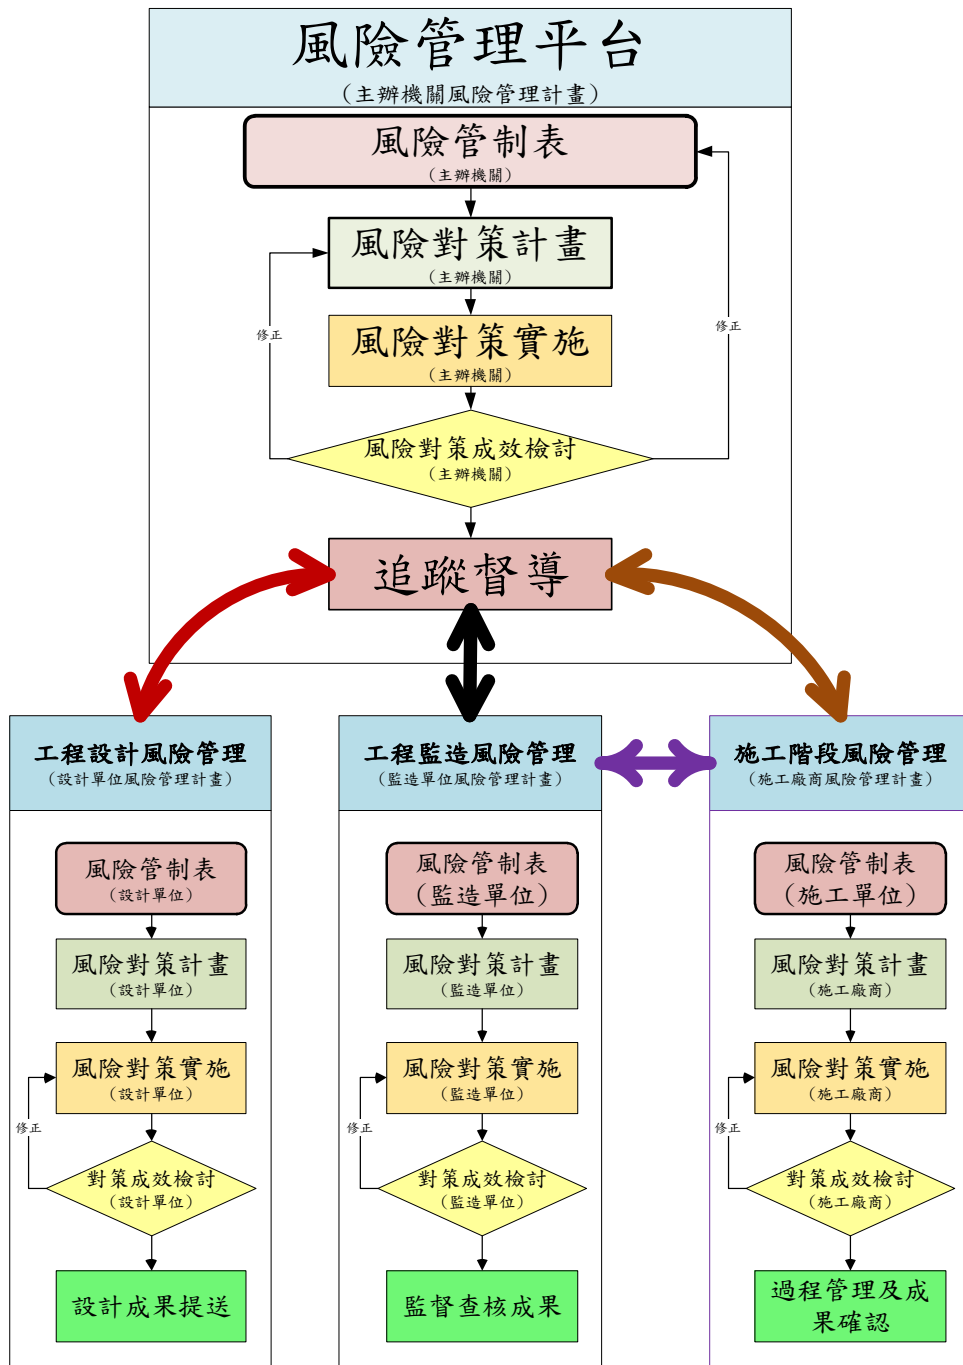 風險管理平台
（主辦機關風險管理計畫）
風險管制表
（主辦機關）
風險對策計畫
（主辦機關）
修正
修正
風險對策實施
（主辦機關）
風險對策成效檢討
（主辦機關）
追蹤督導
工程設計風險管理
（設計單位風險管理計畫）
風險管制表
（設計單位）
風險對策計畫
（設計單位）
風險對策實施
（設計單位）
修正
對策成效檢討
（設計單位）
設計成果提送
工程監造風險管理
（監造單位風險管理計畫）
風險管制表
（監造單位）
風險對策計畫
（監造單位）
風險對策實施
（監造單位）
修正
對策成效檢討
（監造單位）
監督查核成果
施工階段風險管理
（施工廠商風險管理計畫）
風險管制表
（施工單位）
風險對策計畫
（施工廠商）
風險對策實施
（施工廠商）
修正
對策成效檢討
（施工廠商）
過程管理及成
果確認